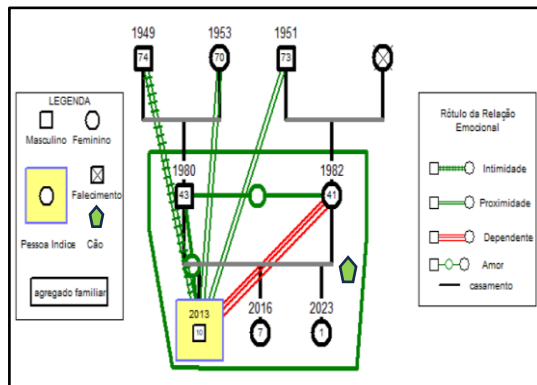 1949 1953 1951
74 70 73
LEGENDA
Masculino Feminino
Falecimento
Pessoa Indice Cão
agregado familiar
1980 1982
43 41
2013 2016 2023
10 7 1
Rótulo da Relação
Emocional
Intimidade
Proximidade
Dependente
Amor
casamento